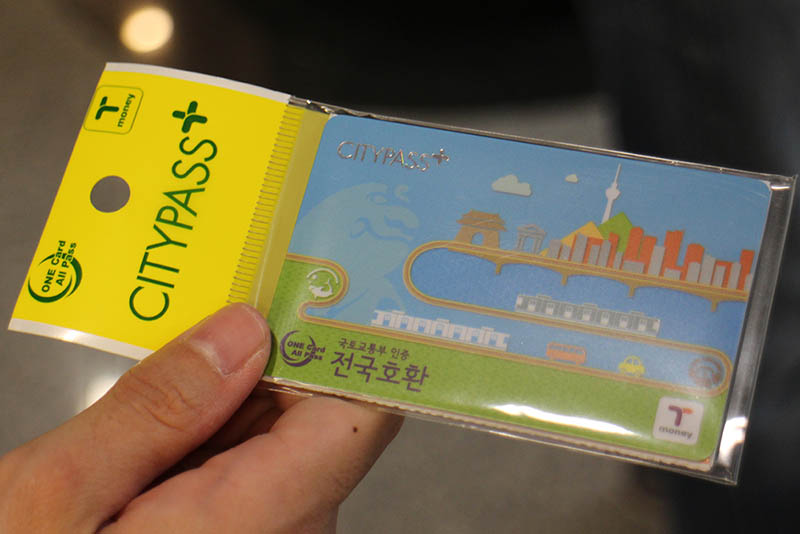 T
money
CITYPASS+
ONE Card
All Pass
CITYPASS+
ONE Card
All Pass
국토교통부 인증
전국호환
T
money